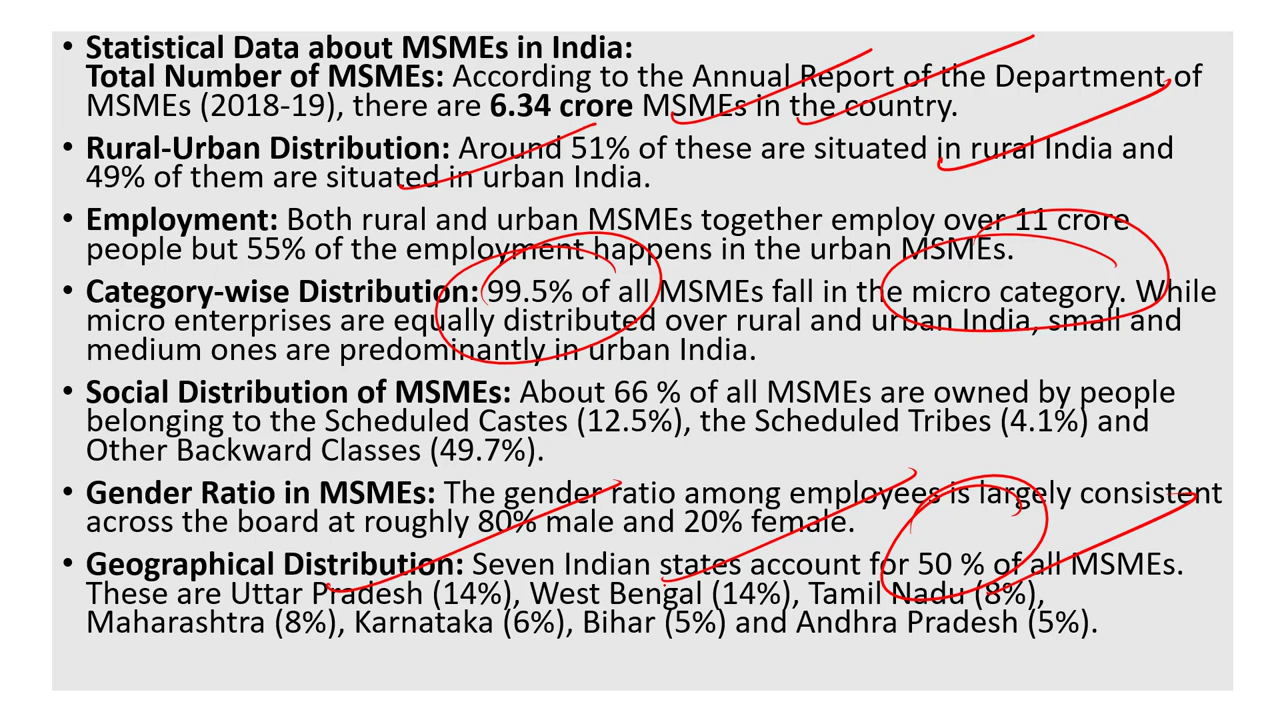 • Statistical Data about MSMEs in India:
Total Number of MSMEs: According to the Annual Report of the Department of
MSMEs (2018-19), there are 6.34 crore MSMEs in the country.
• Rural-Urban Distribution: Around 51% of these are situated in rural India and
49% of them are situated in urban India.
• Employment: Both rural and urban MSMEs together employ over 11 crore
people but 55% of the employment happens in the urban MSMEs.
• Category-wise Distribution: 99.5% of all MSMEs fall in the micro category. While
micro enterprises are equally distributed over rural and urban India, small and
medium ones are predominantly in urban India.
• Social Distribution of MSMEs: About 66 % of all MSMEs are owned by people
belonging to the Scheduled Castes (12.5%), the Scheduled Tribes (4.1%) and
Other Backward Classes (49.7%).
• Gender Ratio in MSMEs: The gender ratio among employees is largely consistent
across the board at roughly 80% male and 20% female.
• Geographical Distribution: Seven Indian states account for 50 % of all MSMEs.
These are Uttar Pradesh (14%), West Bengal (14%), Tamil Nadu (8%),
Maharashtra (8%), Karnataka (6%), Bihar (5%) and Andhra Pradesh (5%).